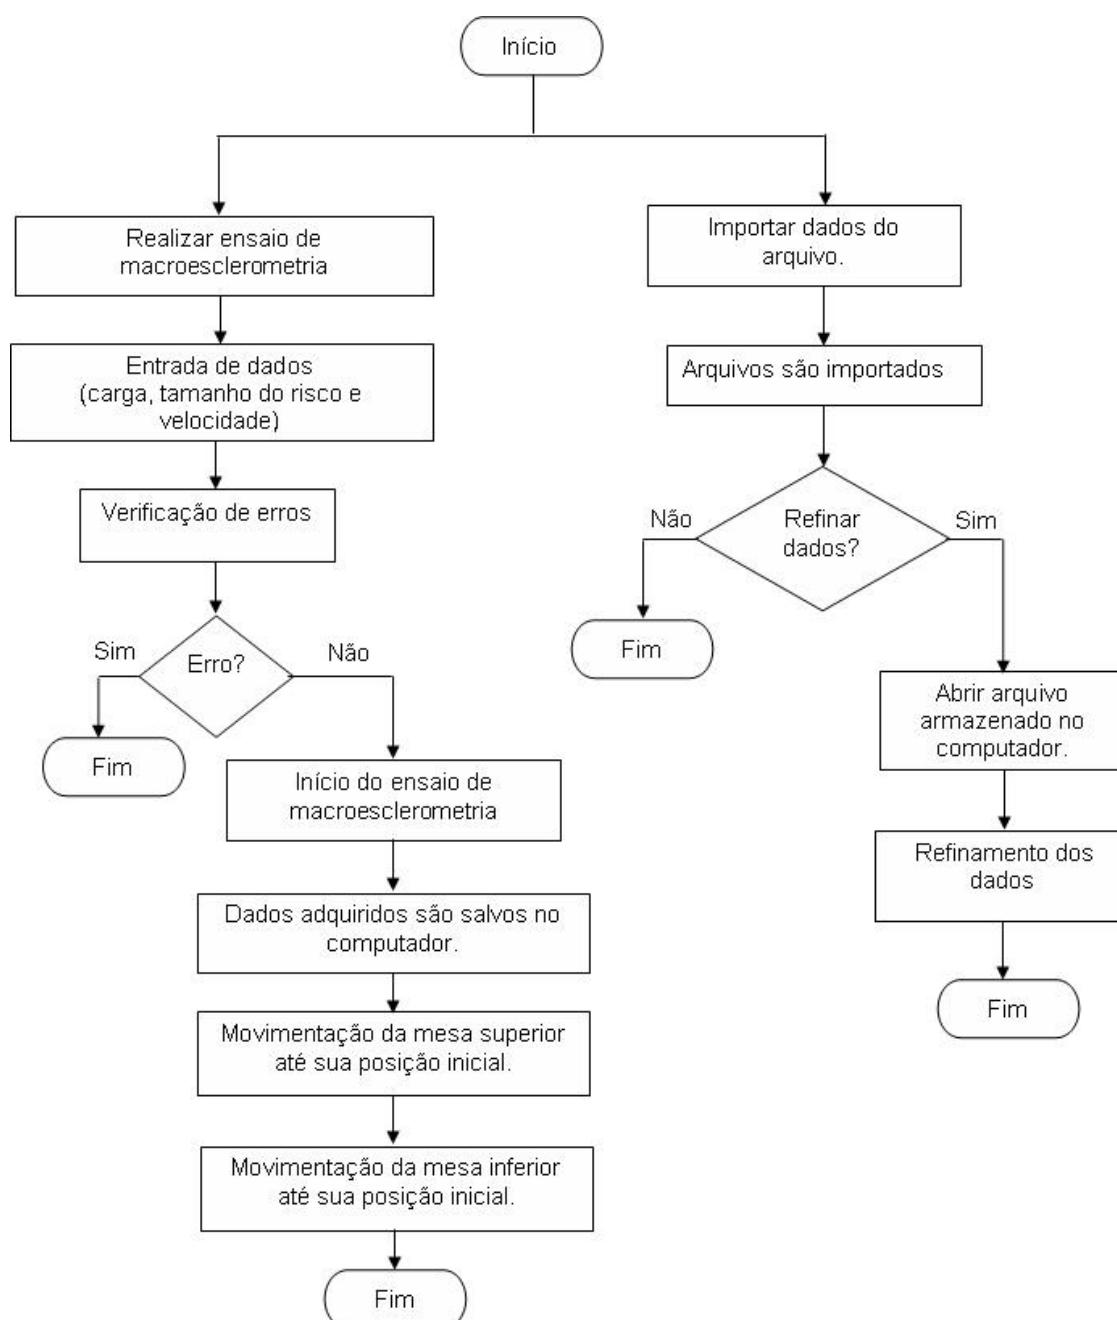 Início
Realizar ensaio de
macroesclerometria
Entrada de dados
(carga, tamanho do risco e
velocidade)
Verificação de erros
Sim
Erro?
Não
Fim
Início do ensaio de
macroesclerometria
Dados adquiridos são salvos no
computador.
Movimentação da mesa superior
até sua posição inicial.
Movimentação da mesa inferior
até sua posição inicial.
Fim
Importar dados do
arquivo.
Arquivos são importados
Não
Refinar
dados?
Sim
Fim
Abrir arquivo
armazenado no
computador.
Refinamento dos
dados
Fim